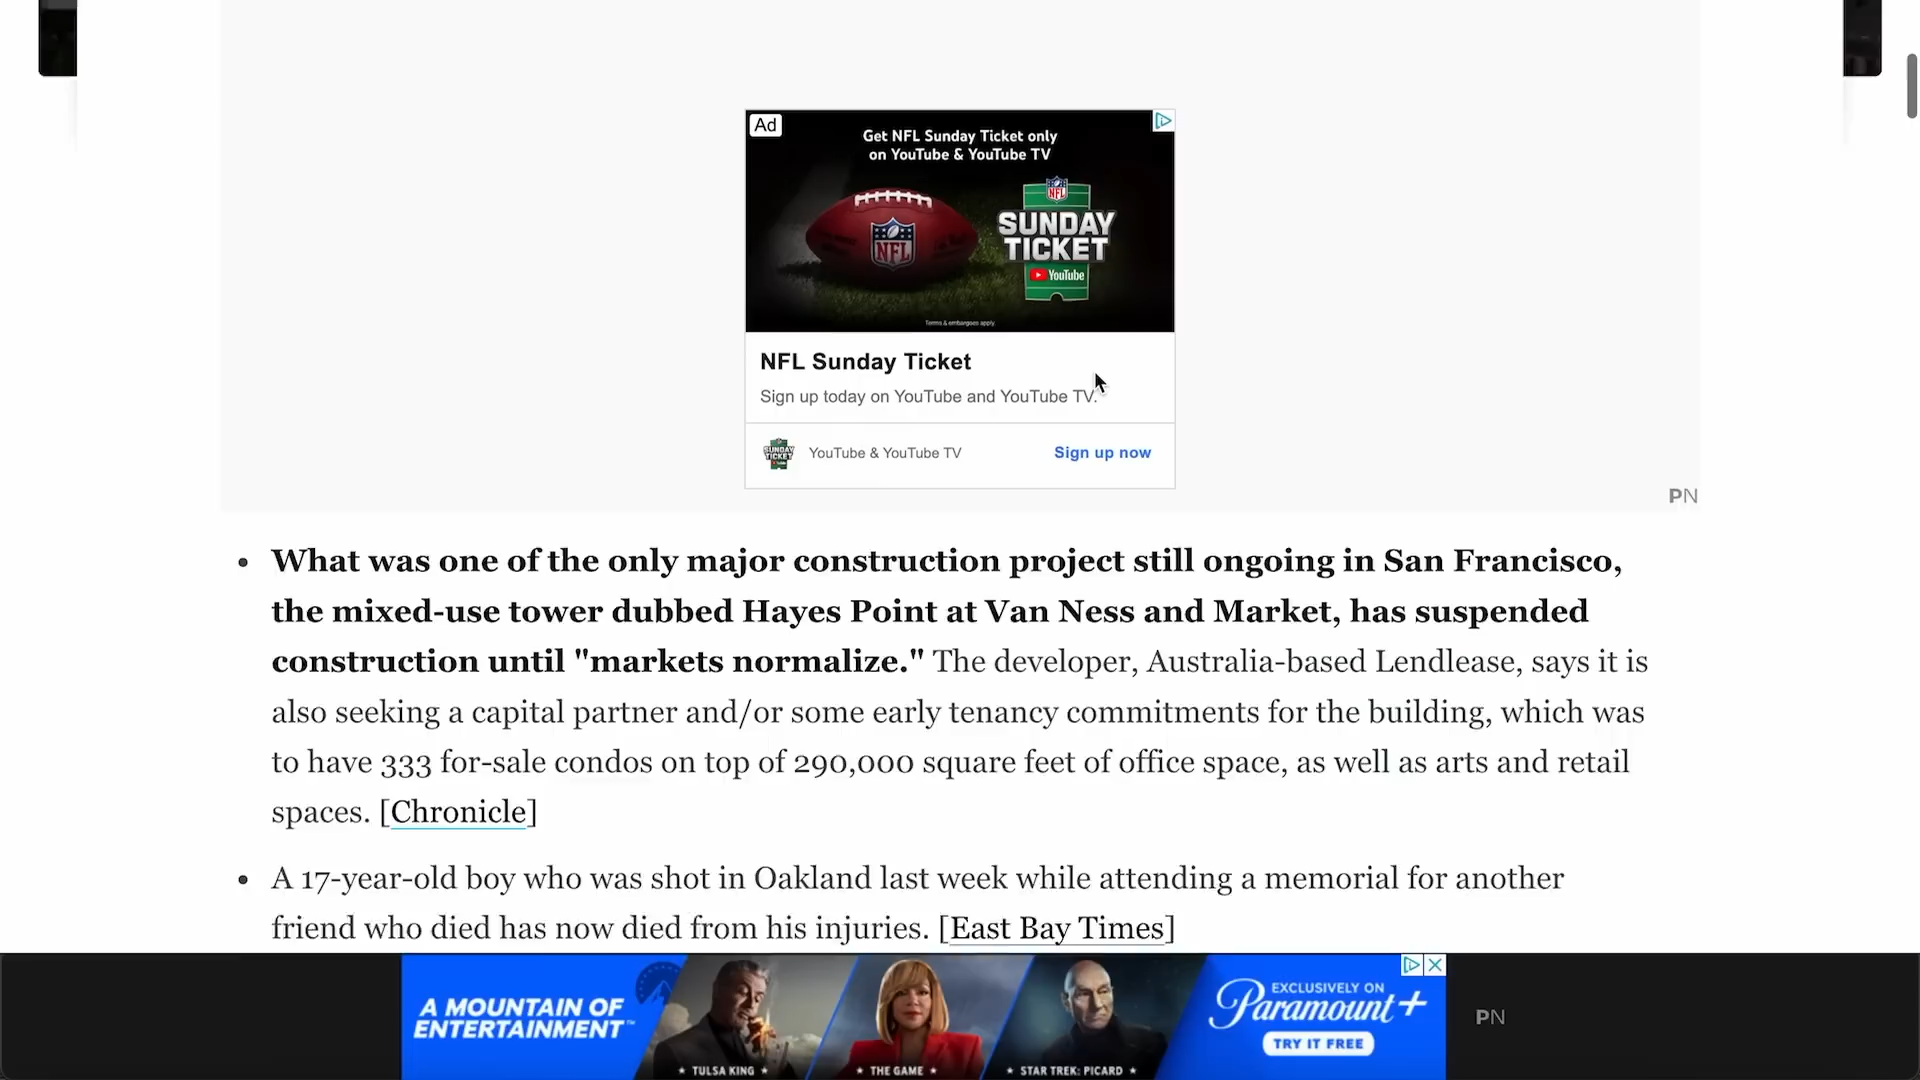 Ad
Get NFL Sunday Ticket only
on YouTube & YouTube TV
NFL
NFL
SUNDAY
TICKET
YouTube
Terms & embargoes apply
NFL Sunday Ticket
Sign up today on YouTube and YouTube TV.
SUNDAY
TICKET
YouTube & YouTube TV
Sign up now
PN
• What was one of the only major construction project still ongoing in San Francisco,
the mixed-use tower dubbed Hayes Point at Van Ness and Market, has suspended
construction until "markets normalize." The developer, Australia-based Lendlease, says it is
also seeking a capital partner and/or some early tenancy commitments for the building, which was
to have 333 for-sale condos on top of 290,000 square feet of office space, as well as arts and retail
spaces. [Chronicle]
• A 17-year-old boy who was shot in Oakland last week while attending a memorial for another
friend who died has now died from his injuries. [East Bay Times]
A MOUNTAIN OF
ENTERTAINMENT™
★ TULSA KING ★
★ THE GAME ★
★ STAR TREK: PICARD ★
EXCLUSIVELY ON
Paramount+
TRY IT FREE
PN